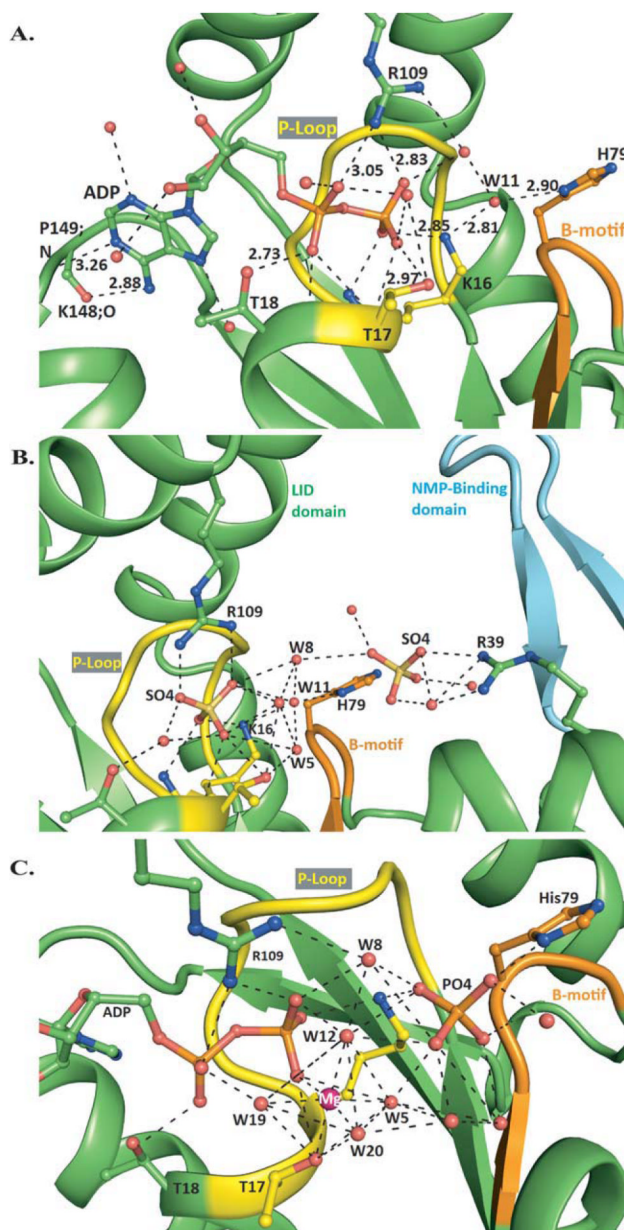 A.
R109
P-Loop
3.05
2.83
H79
ADP
W11
2.90
P149;
N
2.85
2.81
B-motif
3.26
2.73
2.88
2.97
K16
K148;O
T18
T17
B.
LID
domain
NMP-Binding
domain
R109
P-Loop
W8
SO4
R39
SO4
W11
H79
K16
B-motif
W5
C.
P-Loop
His79
W8
R109
PO4
ADP
B-motif
W12
Mg
W19
W5
W20
T18
T17